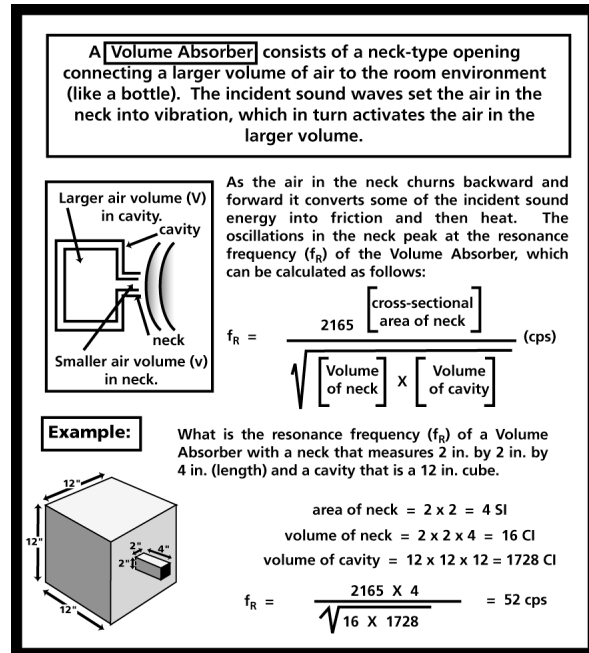 A Volume Absorber consists of a neck-type opening
connecting a larger volume of air to the room environment
(like a bottle). The incident sound waves set the air in the
neck into vibration, which in turn activates the air in the
larger volume.
Larger air volume (V)
in cavity.
cavity
neck
Smaller air volume (v)
in neck.
As the air in the neck churns backward and
forward it converts some of the incident sound
energy into friction and then heat. The
oscillations in the neck peak at the resonance
frequency (fR) of the Volume Absorber, which
can be calculated as follows:
fR = 2165 [cross-sectional area of neck] / √([Volume of neck] X [Volume of cavity]) (cps)
Example:
What is the resonance frequency (fR) of a Volume
Absorber with a neck that measures 2 in. by 2 in. by
4 in. (length) and a cavity that is a 12 in. cube.
12"
12"
12"
2"
4"
2"
area of neck = 2 x 2 = 4 SI
volume of neck = 2 x 2 x 4 = 16 CI
volume of cavity = 12 x 12 x 12 = 1728 CI
fR = 2165 X 4 / √(16 X 1728) = 52 cps